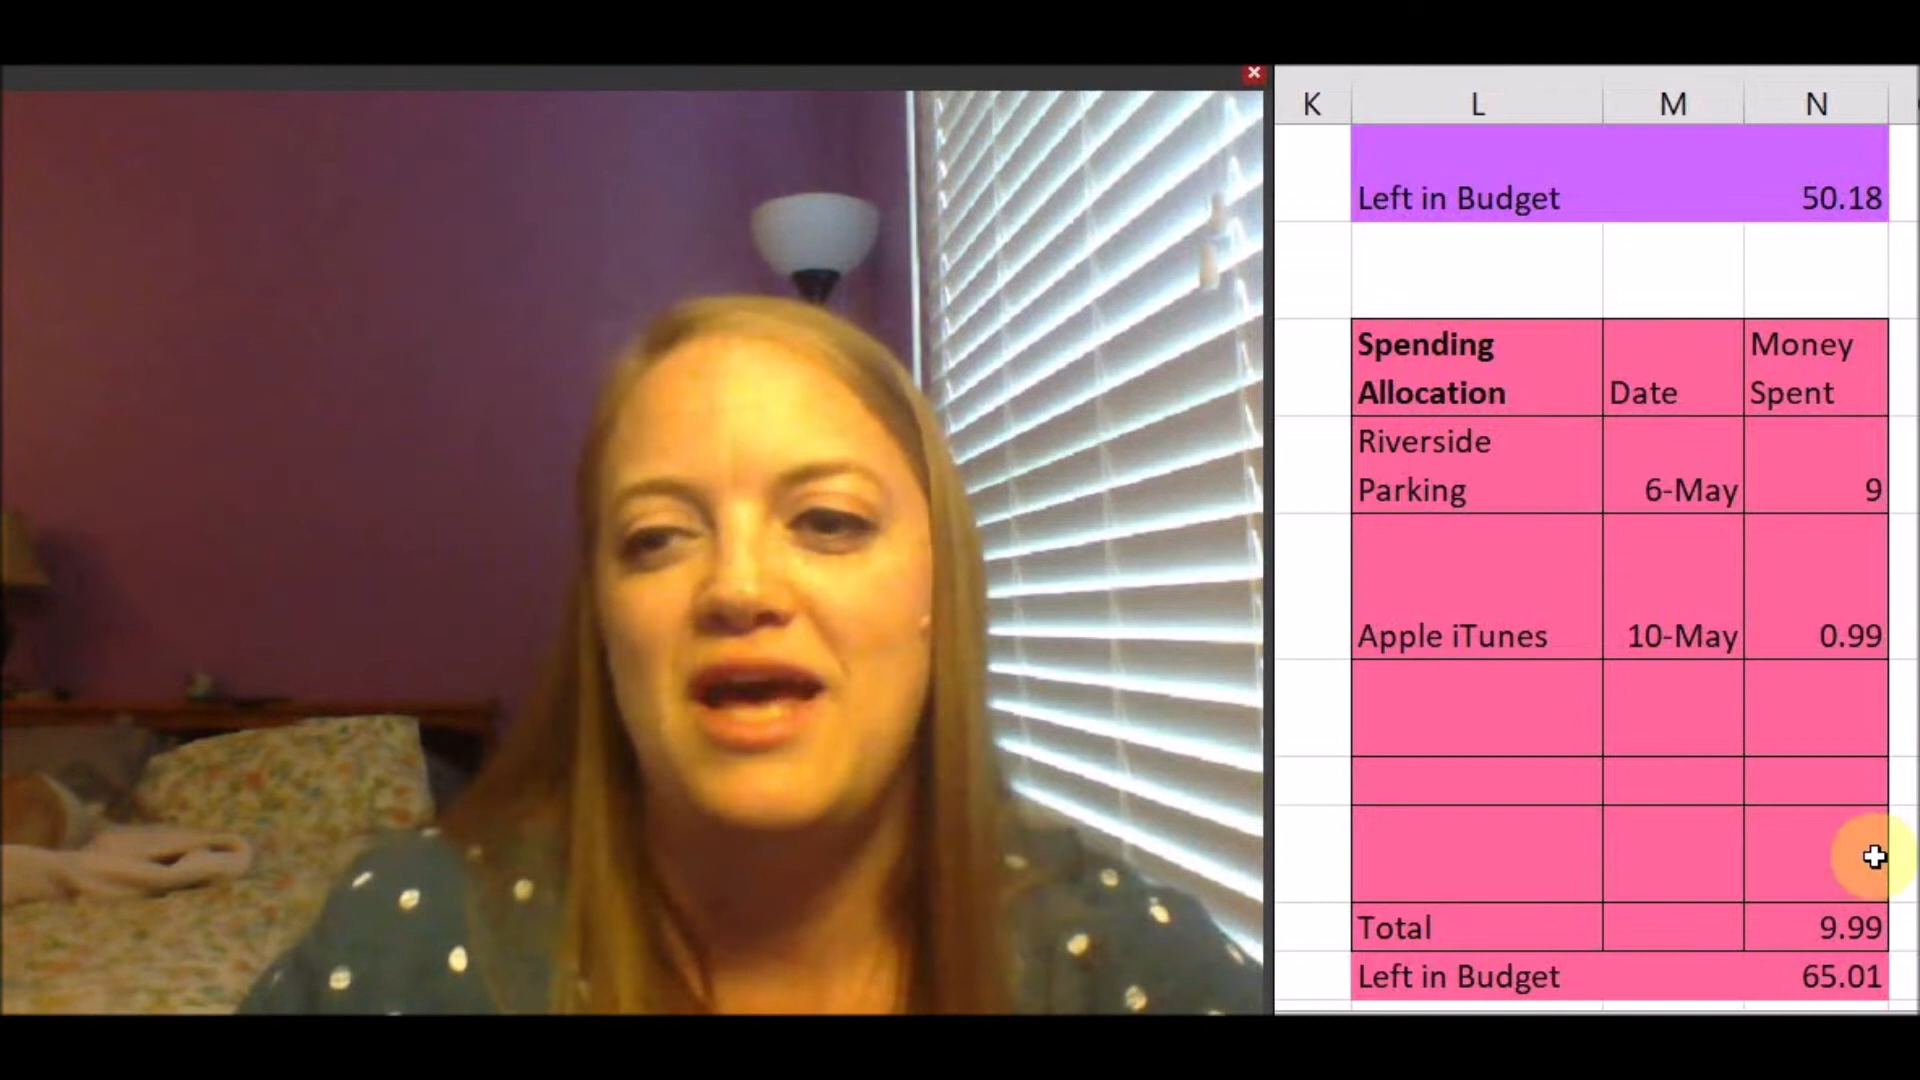 K L M N
Left in Budget 50.18
Spending Money
Allocation Date Spent
Riverside
Parking 6-May 9
Apple iTunes 10-May 0.99
Total 9.99
Left in Budget 65.01